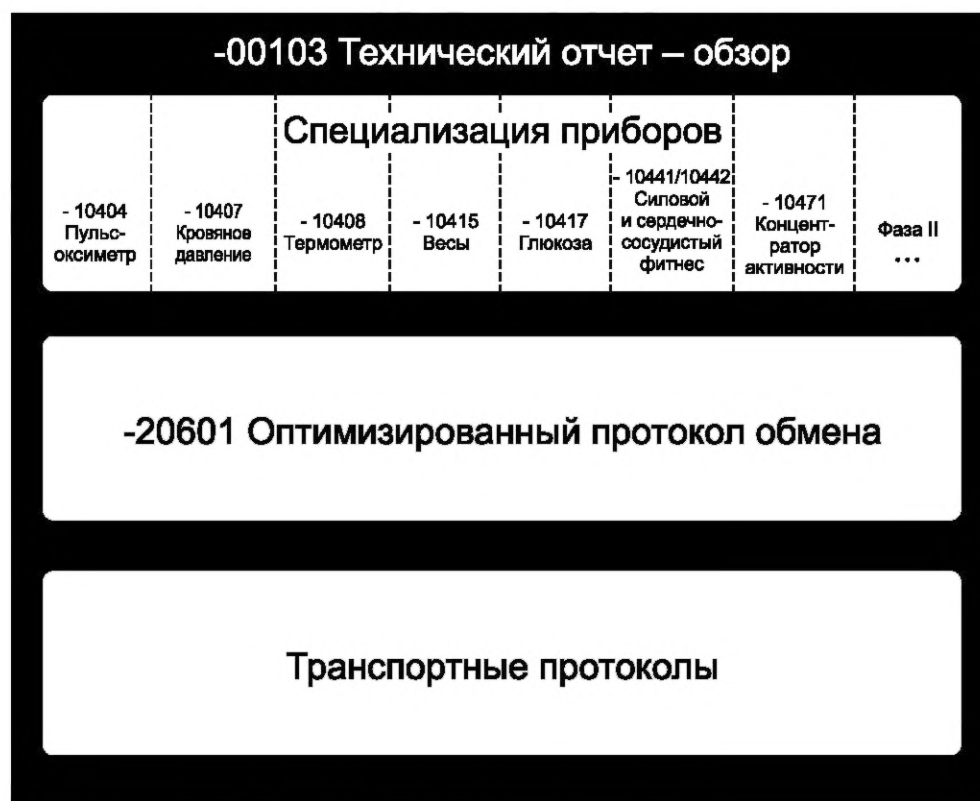 -00103 Технический отчет – обзор
Специализация приборов
- 10404
Пульс-
оксиметр
- 10407
Кровяное
давление
- 10408
Термометр
- 10415
Весы
- 10417
Глюкоза
- 10441/10442
Силовой
и сердечно-
сосудистый
фитнес
- 10471
Концент-
ратор
активности
Фаза II
...
-20601 Оптимизированный протокол обмена
Транспортные протоколы